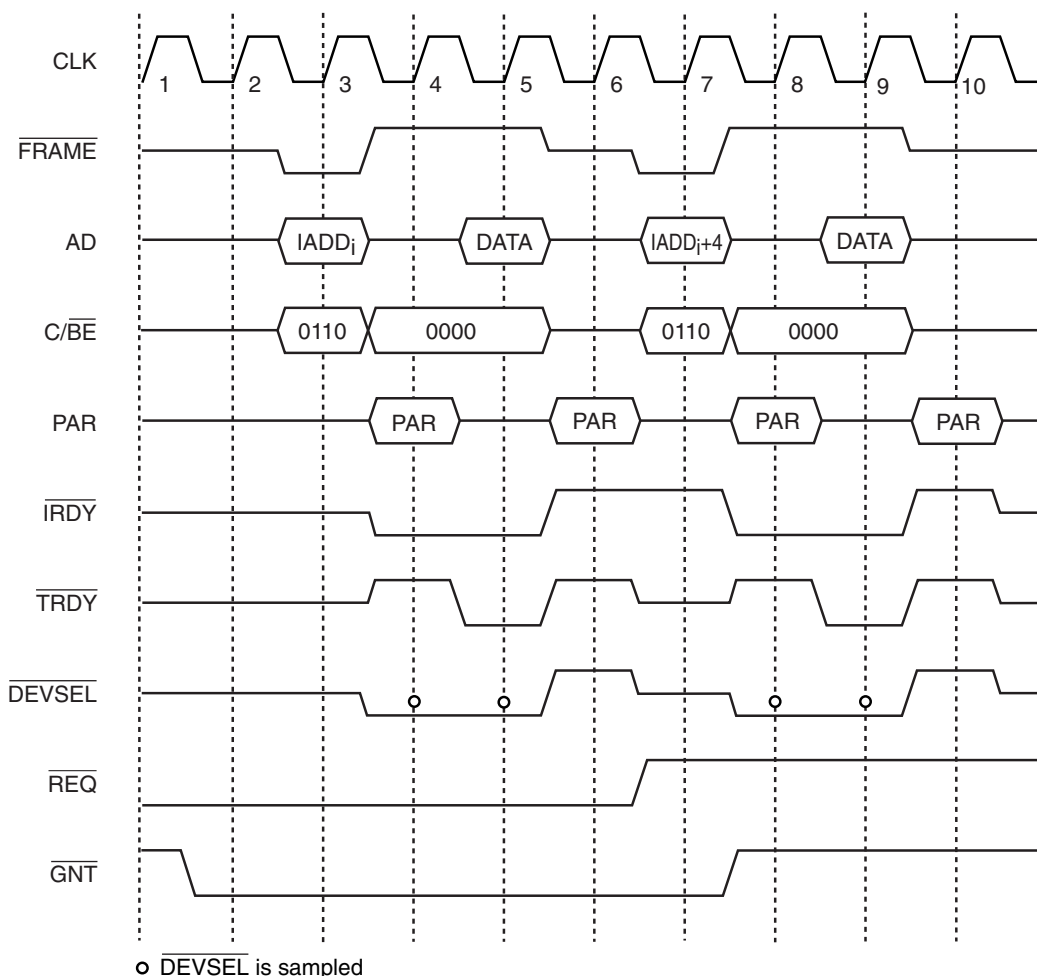 CLK
1 2 3 4 5 6 7 8 9 10
FRAME
AD
IADDi DATA IADDi+4 DATA
C/BE
0110 0000 0110 0000
PAR
PAR PAR PAR PAR
IRDY
TRDY
DEVSEL
REQ
GNT
DEVSEL is sampled